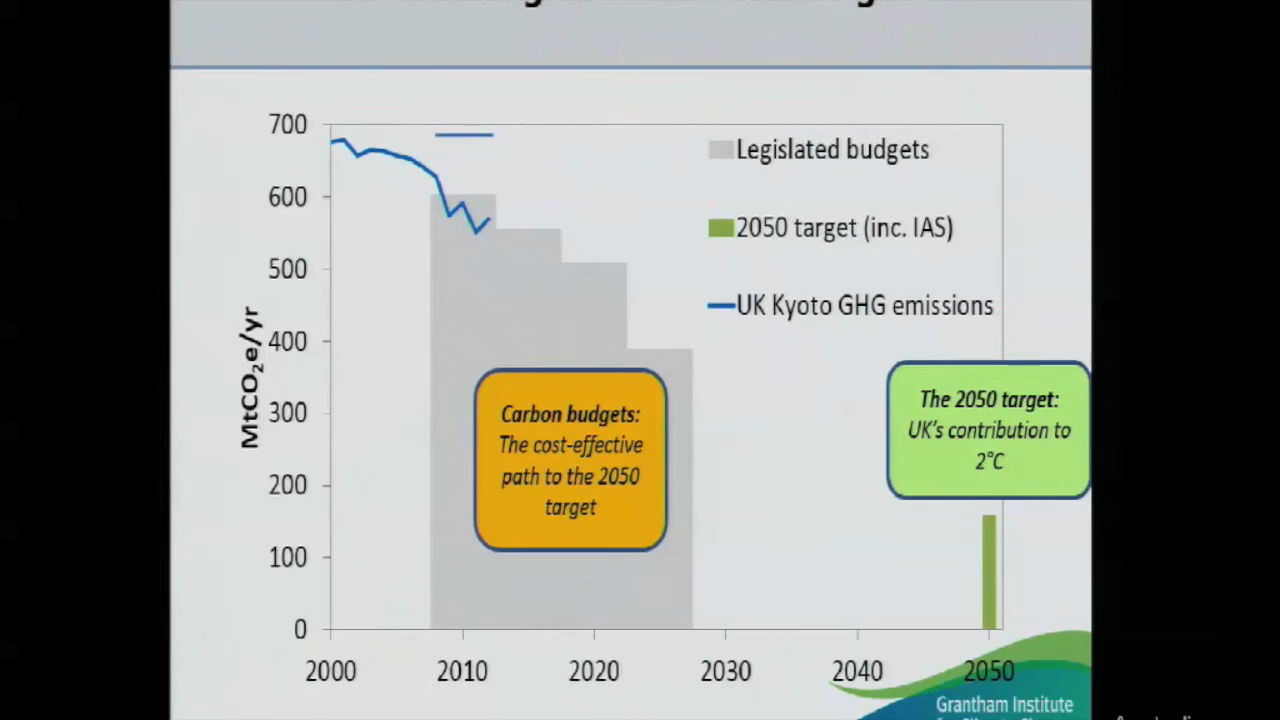 700
600
500
400
300
200
100
0
MtCO₂e/yr
2000 2010 2020 2030 2040 2050
Legislated budgets
2050 target (inc. IAS)
UK Kyoto GHG emissions
Carbon budgets:
The cost-effective
path to the 2050
target
The 2050 target:
UK's contribution to
2°C
Grantham Institute